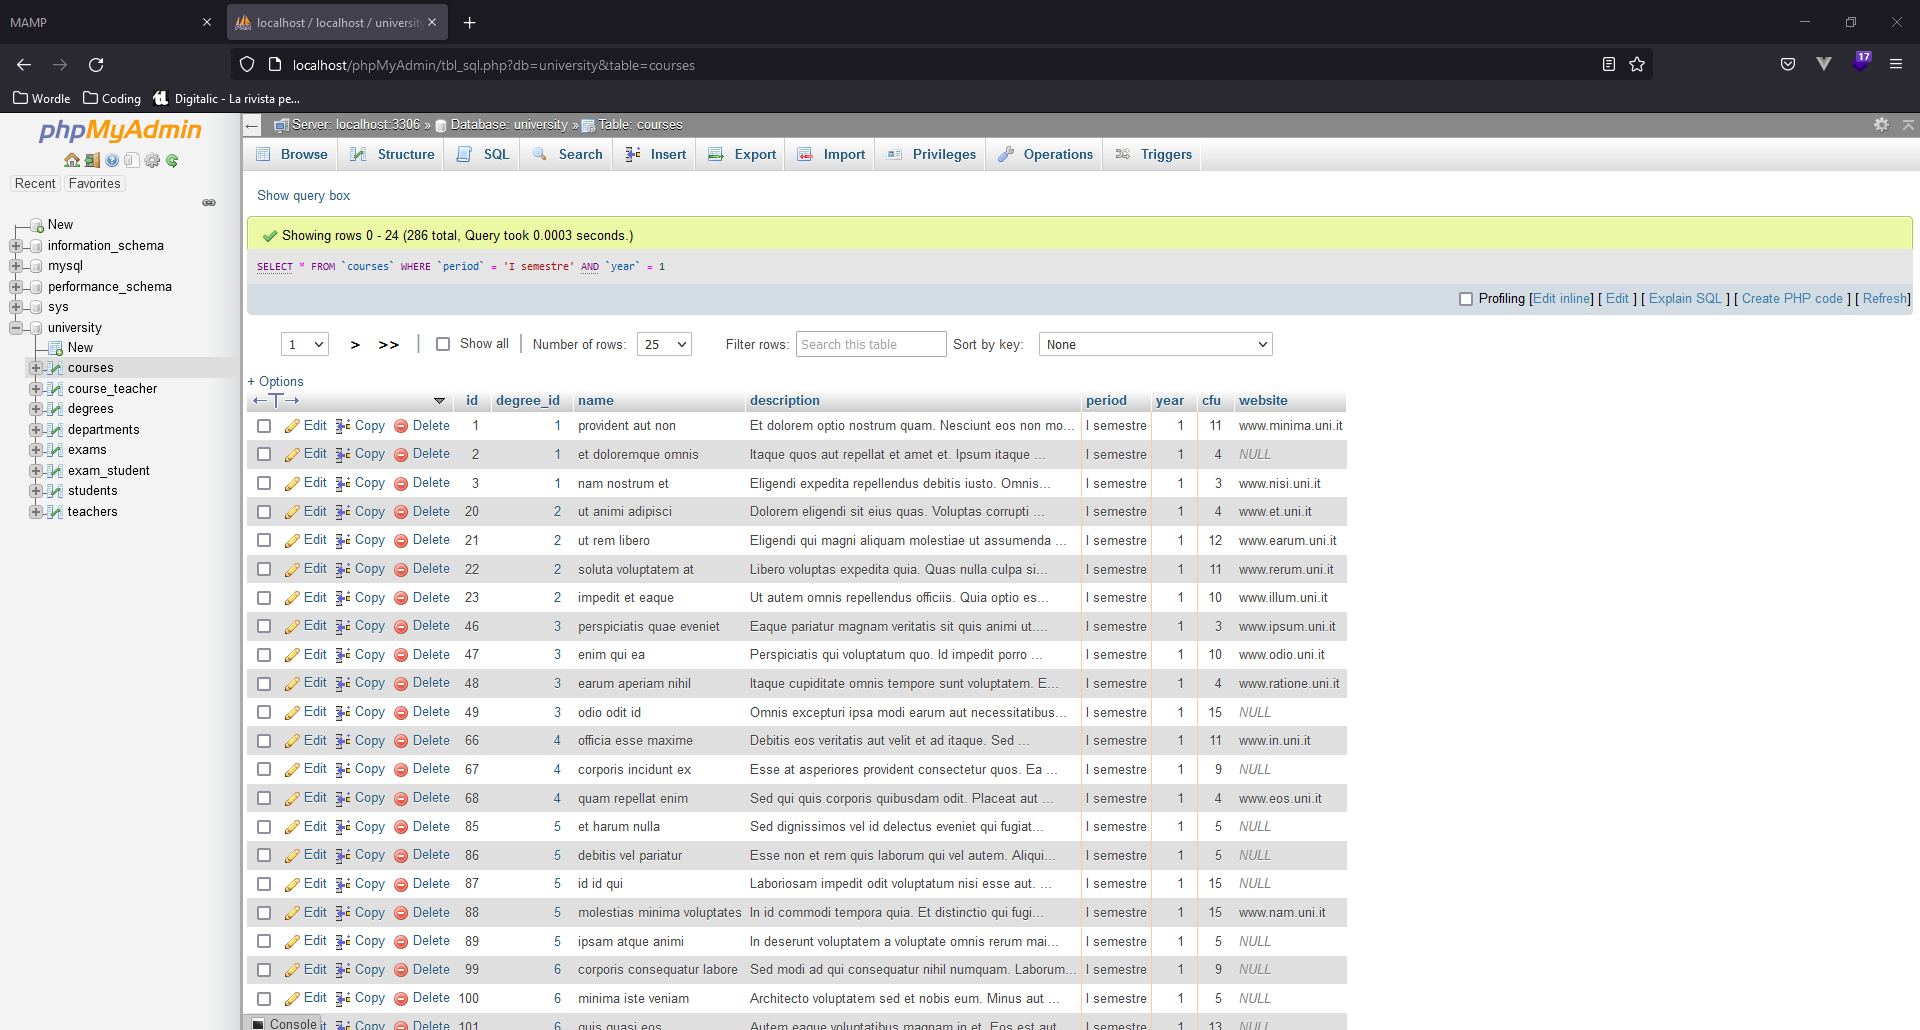 MAMP
localhost / localhost / university
localhost/phpMyAdmin/tbl_sql.php?db=university&table=courses
17
Wordle Coding Digitalic - La rivista pe...
phpMyAdmin
Recent Favorites
New
information_schema
mysql
performance_schema
sys
university
New
courses
course_teacher
degrees
departments
exams
exam_student
students
teachers
Server: localhost:3306 » Database: university » Table: courses
Browse Structure SQL Search Insert Export Import Privileges Operations Triggers
Show query box
Showing rows 0 - 24 (286 total, Query took 0.0003 seconds.)
SELECT * FROM `courses` WHERE `period` = 'I semestre' AND `year` = 1
Profiling [Edit inline] [ Edit ] [ Explain SQL ] [ Create PHP code ] [ Refresh]
1 > >> Show all Number of rows: 25 Filter rows: Search this table Sort by key: None
+ Options
id degree_id name description period year cfu website
Edit Copy Delete 1 1 provident aut non Et dolorem optio nostrum quam. Nesciunt eos non mo... I semestre 1 11 www.minima.uni.it
Edit Copy Delete 2 1 et doloremque omnis Itaque quos aut repellat et amet et. Ipsum itaque ... I semestre 1 4 NULL
Edit Copy Delete 3 1 nam nostrum et Eligendi expedita repellendus debitis iusto. Omnis... I semestre 1 3 www.nisi.uni.it
Edit Copy Delete 20 2 ut animi adipisci Dolorem eligendi sit eius quas. Voluptas corrupti ... I semestre 1 4 www.et.uni.it
Edit Copy Delete 21 2 ut rem libero Eligendi qui magni aliquam molestiae ut assumenda ... I semestre 1 12 www.earum.uni.it
Edit Copy Delete 22 2 soluta voluptatem at Libero voluptas expedita quia. Quas nulla culpa si... I semestre 1 11 www.rerum.uni.it
Edit Copy Delete 23 2 impedit et eaque Ut autem omnis repellendus officiis. Quia optio es... I semestre 1 10 www.illum.uni.it
Edit Copy Delete 46 3 perspiciatis quae eveniet Eaque pariatur magnam veritatis sit quis animi ut.... I semestre 1 3 www.ipsum.uni.it
Edit Copy Delete 47 3 enim qui ea Perspiciatis qui voluptatum quo. Id impedit porro ... I semestre 1 10 www.odio.uni.it
Edit Copy Delete 48 3 earum aperiam nihil Itaque cupiditate omnis tempore sunt voluptatem. E... I semestre 1 4 www.ratione.uni.it
Edit Copy Delete 49 3 odio odit id Omnis excepturi ipsa modi earum aut necessitatibus... I semestre 1 15 NULL
Edit Copy Delete 66 4 officia esse maxime Debitis eos veritatis aut velit et ad itaque. Sed ... I semestre 1 11 www.in.uni.it
Edit Copy Delete 67 4 corporis incidunt ex Esse at asperiores provident consectetur quos. Ea ... I semestre 1 9 NULL
Edit Copy Delete 68 4 quam repellat enim Sed qui quis corporis quibusdam odit. Placeat aut ... I semestre 1 4 www.eos.uni.it
Edit Copy Delete 85 5 et harum nulla Sed dignissimos vel id delectus eveniet qui fugiat... I semestre 1 5 NULL
Edit Copy Delete 86 5 debitis vel pariatur Esse non et rem quis laborum qui vel autem. Aliqui... I semestre 1 5 NULL
Edit Copy Delete 87 5 id id qui Laboriosam impedit odit voluptatum nisi esse aut. ... I semestre 1 15 NULL
Edit Copy Delete 88 5 molestias minima voluptates In id commodi tempora quia. Et distinctio qui fugi... I semestre 1 15 www.nam.uni.it
Edit Copy Delete 89 5 ipsam atque animi In deserunt voluptatem a voluptate omnis rerum mai... I semestre 1 5 NULL
Edit Copy Delete 99 6 corporis consequatur labore Sed modi ad qui consequatur nihil numquam. Laborum... I semestre 1 9 NULL
Edit Copy Delete 100 6 minima iste veniam Architecto voluptatem sed et nobis eum. Minus aut ... I semestre 1 5 NULL
Copy Delete 101 6 quis quasi eos Autem eaque voluptatibus magnam in et. Eos est aut... I semestre 1 13 NULL
Console